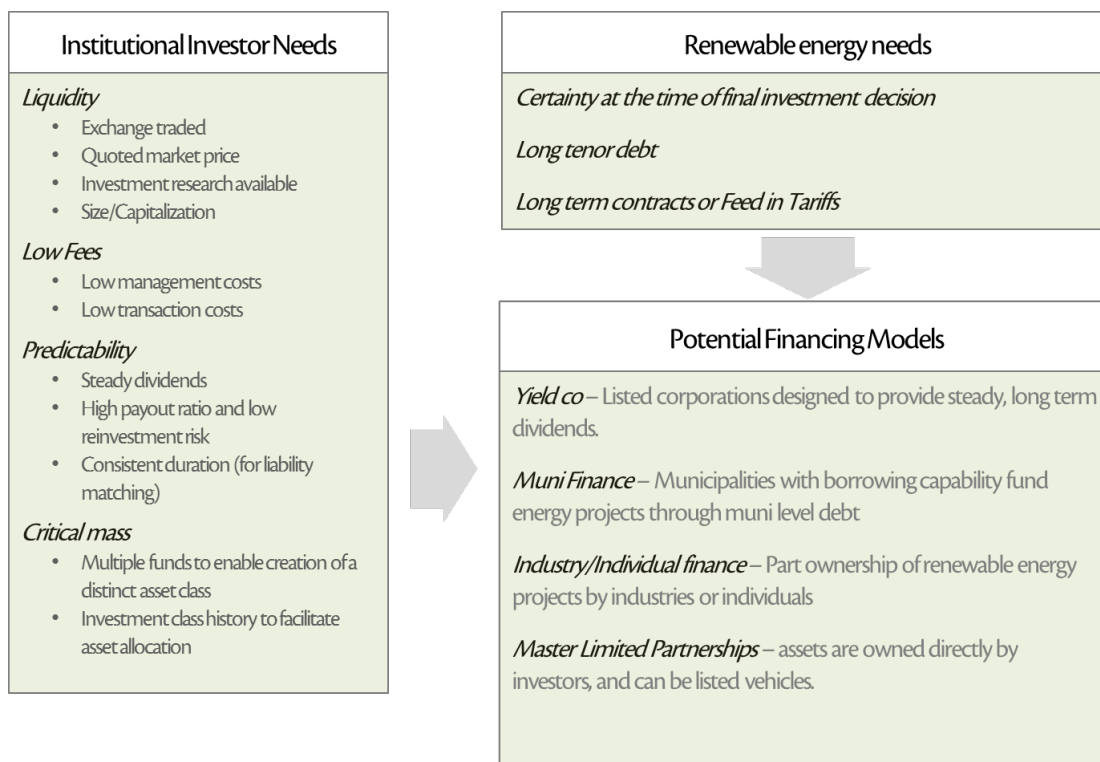 Institutional Investor Needs
Liquidity
• Exchange traded
• Quoted market price
• Investment research available
• Size/Capitalization
Low Fees
• Low management costs
• Low transaction costs
Predictability
• Steady dividends
• High payout ratio and low
reinvestment risk
• Consistent duration (for liability
matching)
Critical mass
• Multiple funds to enable creation of a
distinct asset class
• Investment class history to facilitate
asset allocation
Renewable energy needs
Certainty at the time of final investment decision
Long tenor debt
Long term contracts or Feed in Tariffs
Potential Financing Models
Yield co – Listed corporations designed to provide steady, long term
dividends.
Muni Finance – Municipalities with borrowing capability fund
energy projects through muni level debt
Industry/Individual finance – Part ownership of renewable energy
projects by industries or individuals
Master Limited Partnerships – assets are owned directly by
investors, and can be listed vehicles.